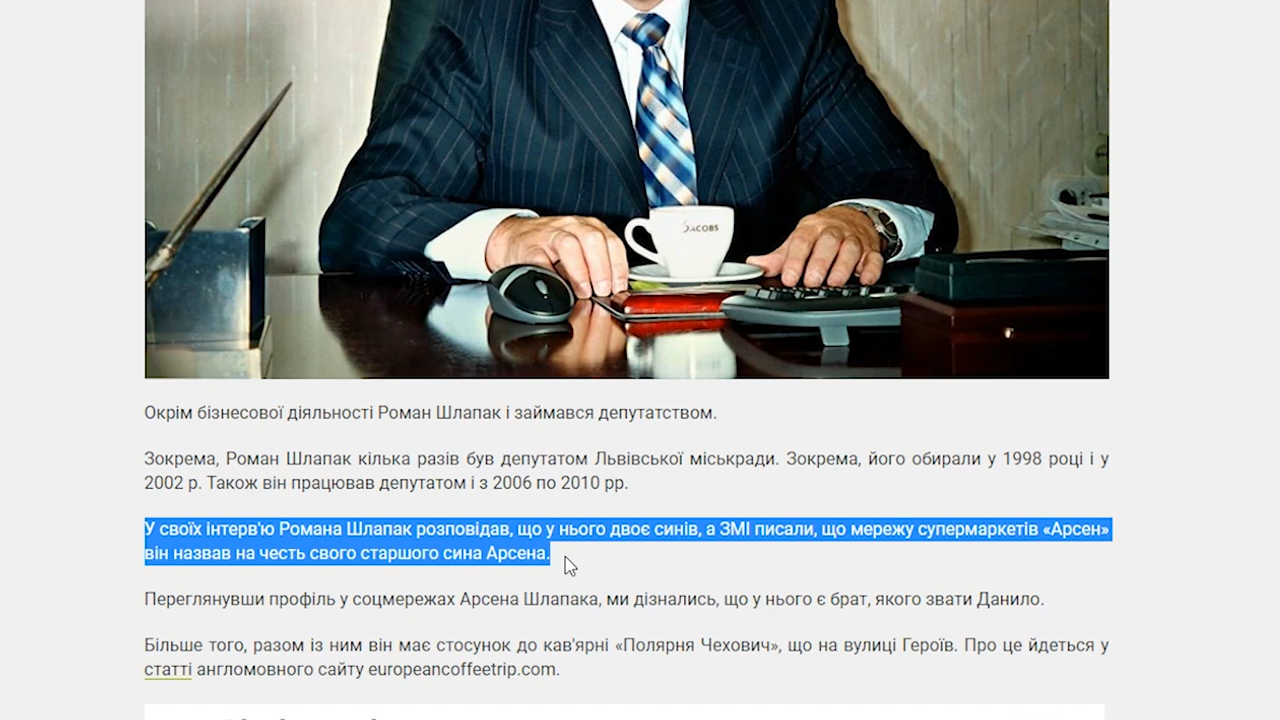 JACOBS
Окрім бізнесової діяльності Роман Шлапак і займався депутатством.
Зокрема, Роман Шлапак кілька разів був депутатом Львівської міськради. Зокрема, його обирали у 1998 році і у
2002 р. Також він працював депутатом і з 2006 по 2010 рр.
У своїх інтерв'ю Романа Шлапак розповідав, що у нього двоє синів, а ЗМІ писали, що мережу супермаркетів «Арсен»
він назвав на честь свого старшого сина Арсена.
Переглянувши профіль у соцмережах Арсена Шлапака, ми дізнались, що у нього є брат, якого звати Данило.
Більше того, разом із ним він має стосунок до кав'ярні «Полярня Чехович», що на вулиці Героїв. Про це йдеться у
статті англомовного сайту europeancoffeetrip.com.